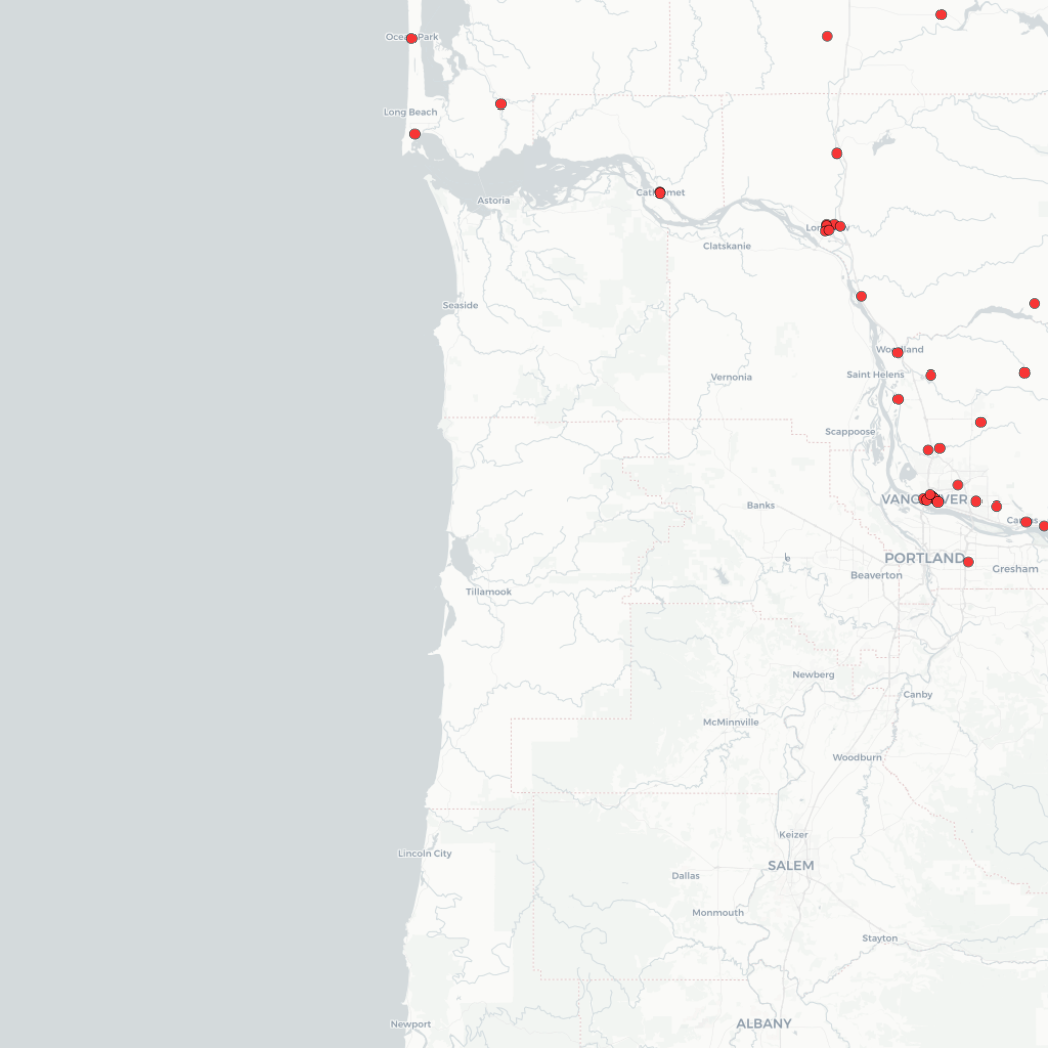 Ocean Park
Long Beach
Astoria
Cathlamet
Longview
Clatskanie
Seaside
Woodland
Saint Helens
Vernonia
Scappoose
VANCOUVER
Banks
Camas
PORTLAND
Gresham
Beaverton
Tillamook
Newberg
Canby
McMinnville
Woodburn
Keizer
Lincoln City
SALEM
Dallas
Monmouth
Stayton
ALBANY
Newport